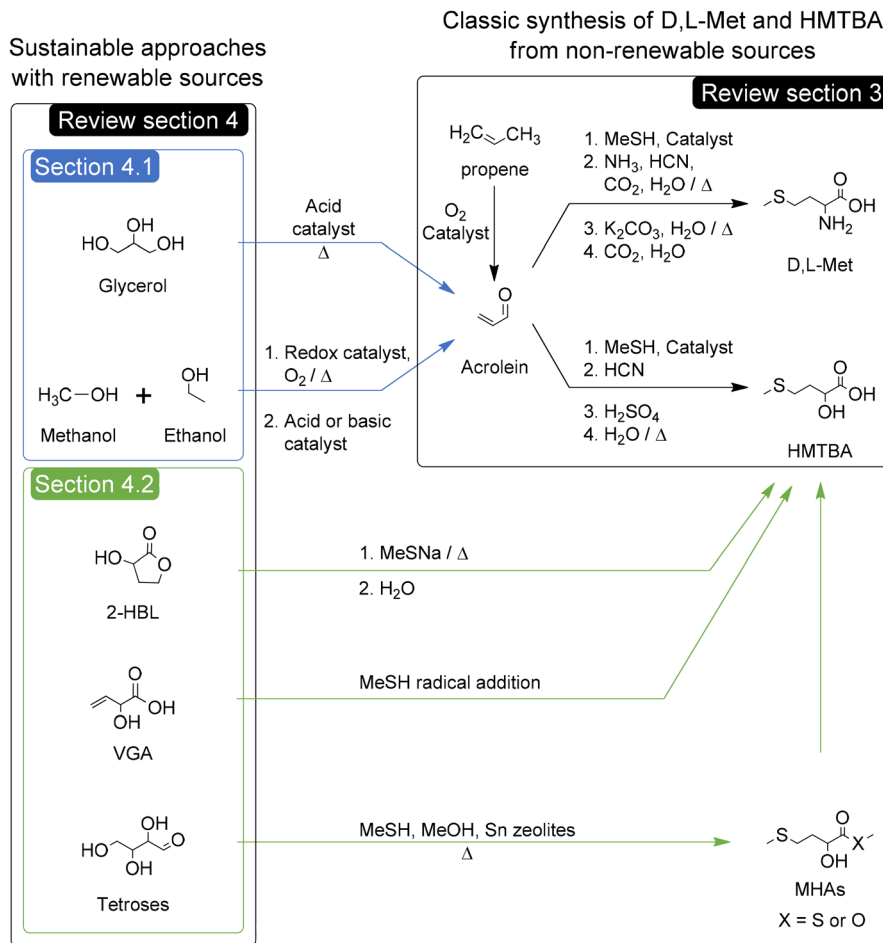 Sustainable approaches
with renewable sources
Classic synthesis of D,L-Met and HMTBA
from non-renewable sources
Review section 4
Section 4.1
OH
HO
OH
Glycerol
H₃C
OH
Methanol
+
OH
Ethanol
Acid
catalyst
Δ
1. Redox catalyst,
O₂ / Δ
2. Acid or basic
catalyst
Review section 3
H₂C
CH₃
propene
O₂
Catalyst
O
Acrolein
1. MeSH, Catalyst
2. NH₃, HCN,
CO₂, H₂O / Δ
3. K₂CO₃, H₂O / Δ
4. CO₂, H₂O
S
O
OH
NH₂
D,L-Met
1. MeSH, Catalyst
2. HCN
3. H₂SO₄
4. H₂O / Δ
S
O
OH
OH
HMTBA
Section 4.2
O
HO
O
2-HBL
1. MeSNa / Δ
2. H₂O
O
OH
OH
VGA
MeSH radical addition
OH
HO
O
OH
Tetroses
MeSH, MeOH, Sn zeolites
Δ
S
O
X
OH
MHAs
X = S or O